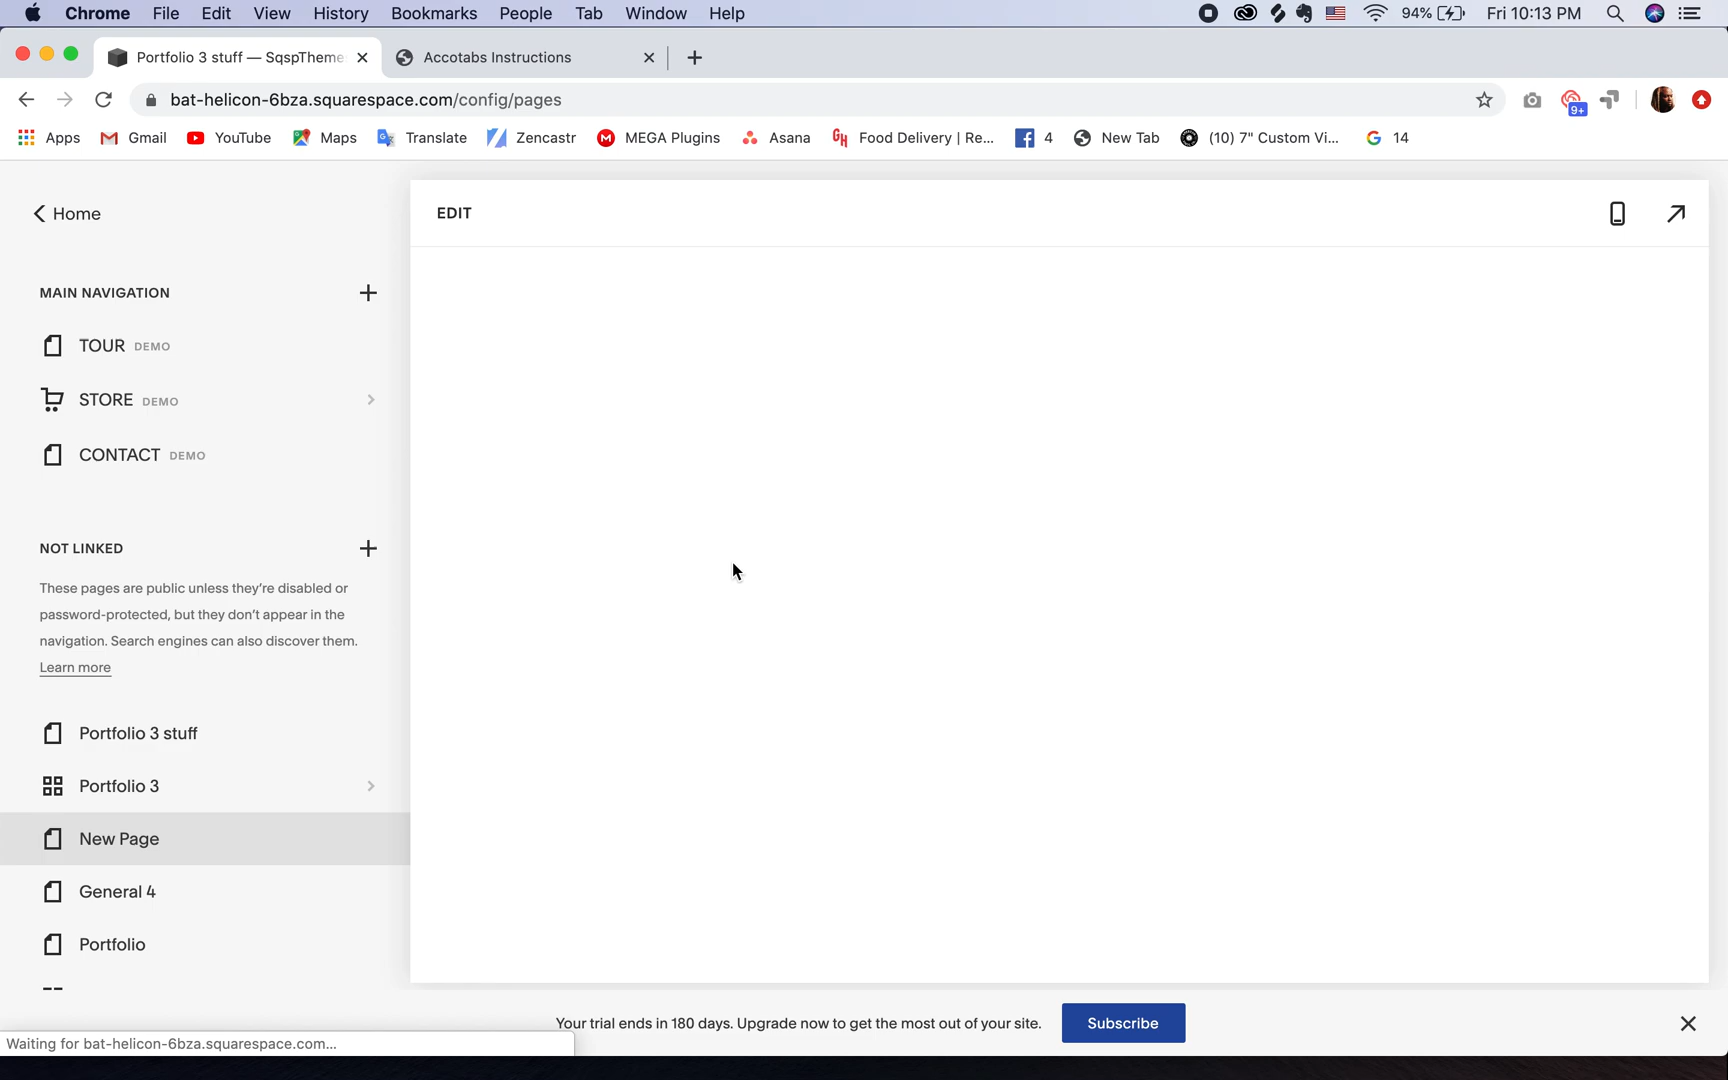 Chrome File Edit View History Bookmarks People Tab Window Help 94% Fri 10:13 PM
Portfolio 3 stuff — SqspTheme Accotabs Instructions
bat-helicon-6bza.squarespace.com/config/pages 9+
Apps Gmail YouTube Maps Translate Zencastr MEGA Plugins Asana Food Delivery | Re... 4 New Tab (10) 7" Custom Vi... 14
Home
EDIT
MAIN NAVIGATION
TOUR DEMO
STORE DEMO
CONTACT DEMO
NOT LINKED
These pages are public unless they're disabled or
password-protected, but they don't appear in the
navigation. Search engines can also discover them.
Learn more
Portfolio 3 stuff
Portfolio 3
New Page
General 4
Portfolio
Your trial ends in 180 days. Upgrade now to get the most out of your site. Subscribe
Waiting for bat-helicon-6bza.squarespace.com...